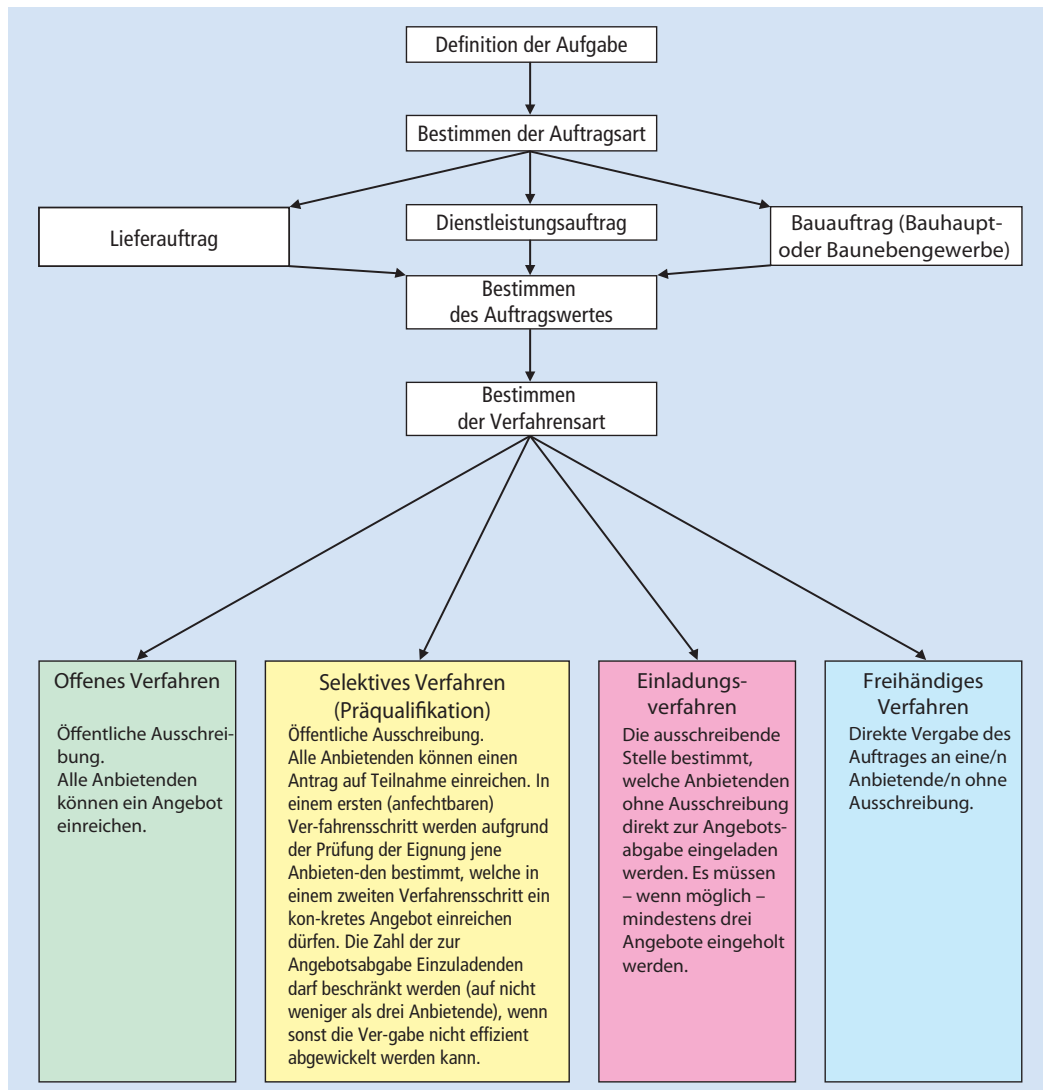 Definition der Aufgabe
Bestimmen der Auftragsart
Lieferauftrag
Dienstleistungsauftrag
Bauauftrag (Bauhaupt-
oder Baunebengewerbe)
Bestimmen
des Auftragswertes
Bestimmen
der Verfahrensart
Offenes Verfahren
Öffentliche Ausschrei-
bung.
Alle Anbietenden
können ein Angebot
einreichen.
Selektives Verfahren
(Präqualifikation)
Öffentliche Ausschreibung.
Alle Anbietenden können einen
Antrag auf Teilnahme einreichen. In
einem ersten (anfechtbaren)
Ver-fahrensschritt werden aufgrund
der Prüfung der Eignung jene
Anbieten-den bestimmt, welche in
einem zweiten Verfahrensschritt ein
kon-kretes Angebot einreichen
dürfen. Die Zahl der zur
Angebotsabgabe Einzuladenden
darf beschränkt werden (auf nicht
weniger als drei Anbietende), wenn
sonst die Ver-gabe nicht effizient
abgewickelt werden kann.
Einladungs-
verfahren
Die ausschreibende
Stelle bestimmt,
welche Anbietenden
ohne Ausschreibung
direkt zur Angebots-
abgabe eingeladen
werden. Es müssen
– wenn möglich –
mindestens drei
Angebote eingeholt
werden.
Freihändiges
Verfahren
Direkte Vergabe des
Auftrages an eine/n
Anbietende/n ohne
Ausschreibung.